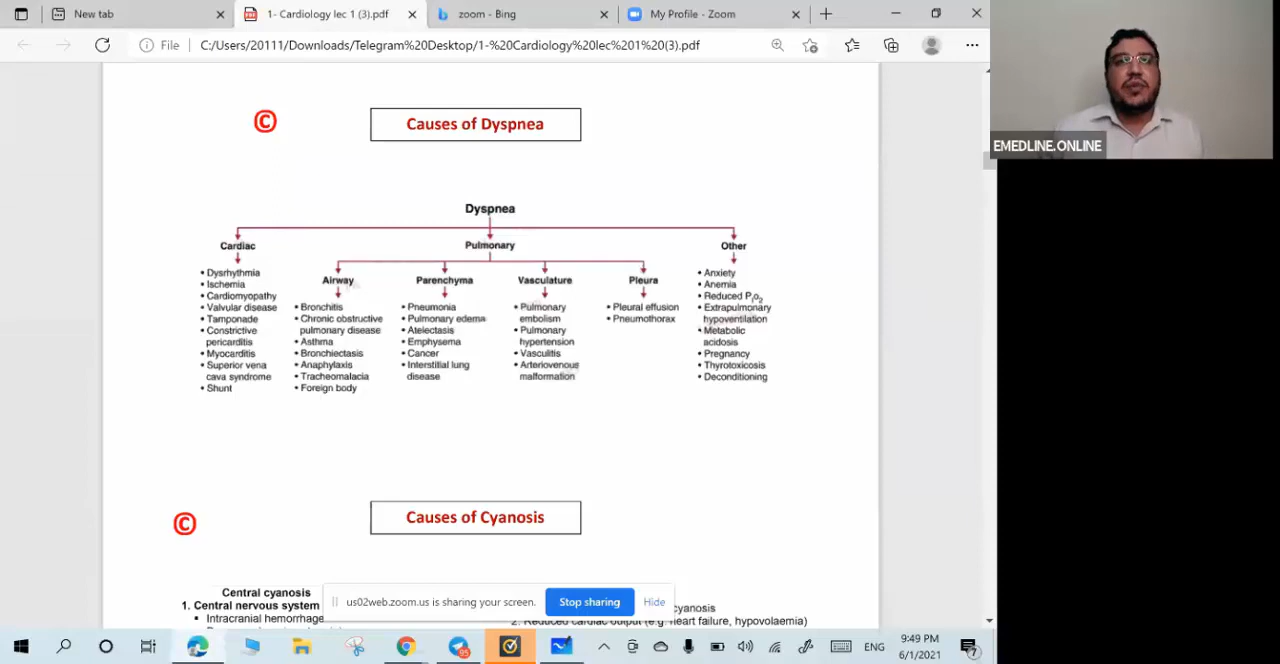 New tab
1- Cardiology lec 1 (3).pdf
zoom - Bing
My Profile - Zoom
File
C:/Users/20111/Downloads/Telegram%20Desktop/1-%20Cardiology%20lec%201%20(3).pdf
EMEDLINE.ONLINE
©
Causes of Dyspnea
Dyspnea
Cardiac
• Dysrhythmia
• Ischemia
• Cardiomyopathy
• Valvular disease
• Tamponade
• Constrictive
pericarditis
• Myocarditis
• Superior vena
cava syndrome
• Shunt
Pulmonary
Airway
• Bronchitis
• Chronic obstructive
pulmonary disease
• Asthma
• Bronchiectasis
• Anaphylaxis
• Tracheomalacia
• Foreign body
Parenchyma
• Pneumonia
• Pulmonary edema
• Atelectasis
• Emphysema
• Cancer
• Interstitial lung
disease
Vasculature
• Pulmonary
embolism
• Pulmonary
hypertension
• Vasculitis
• Arteriovenous
malformation
Pleura
• Pleural effusion
• Pneumothorax
Other
• Anxiety
• Anemia
• Reduced PIO2
• Extrapulmonary
hypoventilation
• Metabolic
acidosis
• Pregnancy
• Thyrotoxicosis
• Deconditioning
©
Causes of Cyanosis
Central cyanosis
1. Central nervous system
• Intracranial hemorrhage
cyanosis
2. Reduced cardiac output (e.g. heart failure, hypovolaemia)
us02web.zoom.us is sharing your screen.
Stop sharing
Hide
ENG
9:49 PM
6/1/2021